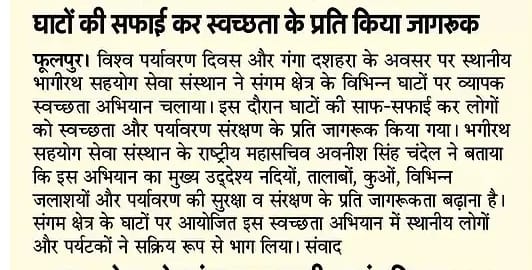 घाटों की सफाई कर स्वच्छता के प्रति किया जागरूक
फूलपुर। विश्व पर्यावरण दिवस और गंगा दशहरा के अवसर पर स्थानीय
भागीरथ सहयोग सेवा संस्थान ने संगम क्षेत्र के विभिन्न घाटों पर व्यापक
स्वच्छता अभियान चलाया। इस दौरान घाटों की साफ-सफाई कर लोगों
को स्वच्छता और पर्यावरण संरक्षण के प्रति जागरूक किया गया। भगीरथ
सहयोग सेवा संस्थान के राष्ट्रीय महासचिव अवनीश सिंह चंदेल ने बताया
कि इस अभियान का मुख्य उद्देश्य नदियों, तालाबों, कुओं, विभिन्न
जलाशयों और पर्यावरण की सुरक्षा व संरक्षण के प्रति जागरुकता बढ़ाना है।
संगम क्षेत्र के घाटों पर आयोजित इस स्वच्छता अभियान में स्थानीय लोगों
और पर्यटकों ने सक्रिय रूप से भाग लिया। संवाद